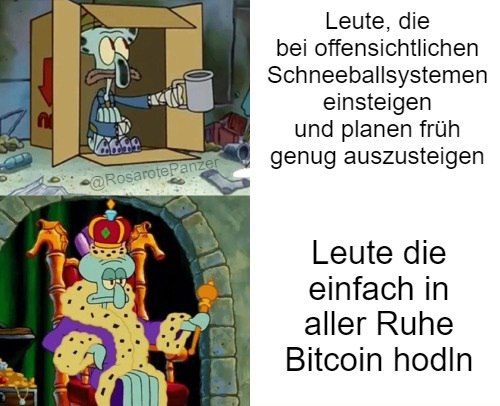 Leute, die
bei offensichtlichen
Schneeballsystemen
einsteigen
und planen früh
genug auszusteigen
@RosarotePanzer
Leute die
einfach in
aller Ruhe
Bitcoin hodln